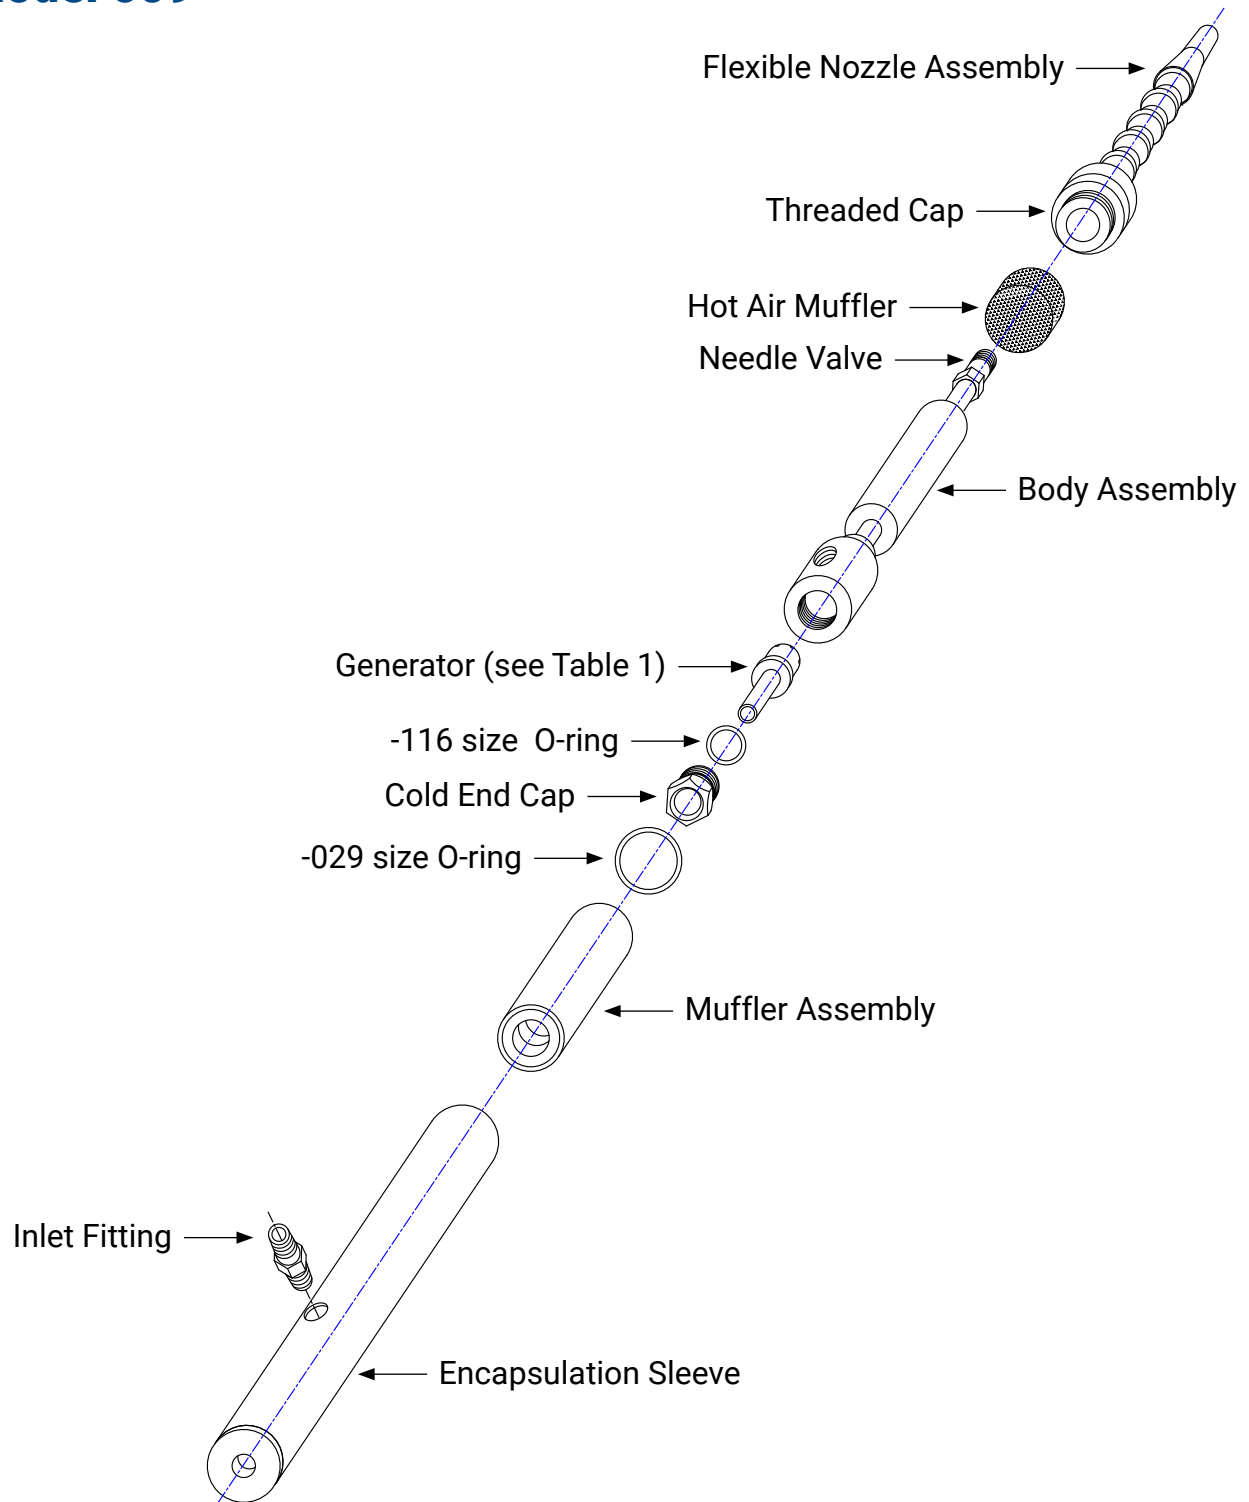 Flexible Nozzle Assembly
Threaded Cap
Hot Air Muffler
Needle Valve
Body Assembly
Generator (see Table 1)
-116 size O-ring
Cold End Cap
-029 size O-ring
Muffler Assembly
Inlet Fitting
Encapsulation Sleeve